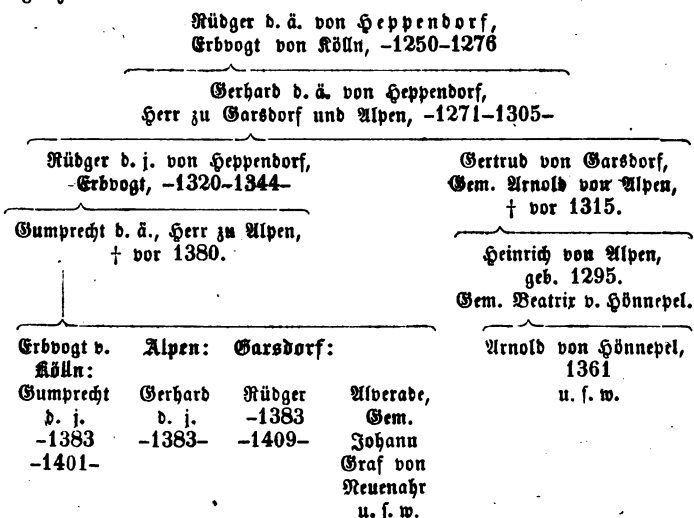 Rüdger d. ä. von Heppendorf,
Erbvogt von Kölln, -1250-1276
Gerhard d. ä. von Heppendorf,
Herr zu Garsdorf und Alpen, -1271-1305-
Rüdger d. j. von Heppendorf,
-Erbvogt, -1320-1344-
Gertrud von Garsdorf,
Gem. Arnold von Alpen,
† vor 1315.
Gumprecht d. ä., Herr zu Alpen,
† vor 1380.
Heinrich von Alpen,
geb. 1295.
Gem. Beatrix v. Hönnepel.
Erbvogt v.
Kölln:
Gumprecht
d. j.
-1383
-1401-
Alpen:
Gerhard
d. j.
-1383-
Garsdorf:
Rüdger
-1383
-1409-
Alverade,
Gem.
Johann
Graf von
Neuenahr
u. s. w.
Arnold von Hönnepel,
1361
u. s. w.